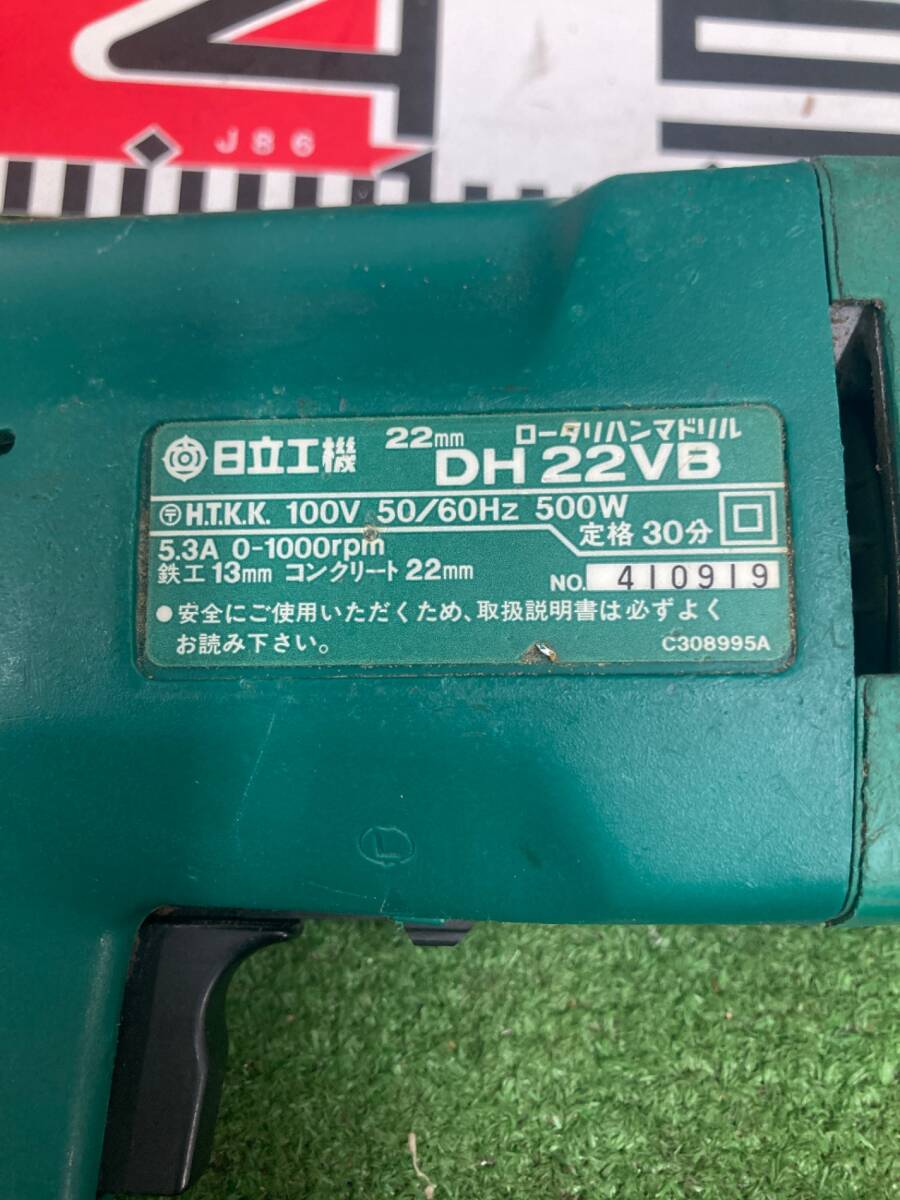 J86
日立工機 22mm ロータリハンマドリル
DH 22VB
〒 H.T.K.K. 100V 50/60Hz 500W
定格 30分
5.3A 0-1000rpm
鉄工 13mm コンクリート 22mm
NO. 410919
●安全にご使用いただくため、取扱説明書は必ずよく
お読み下さい。
C308995A
L